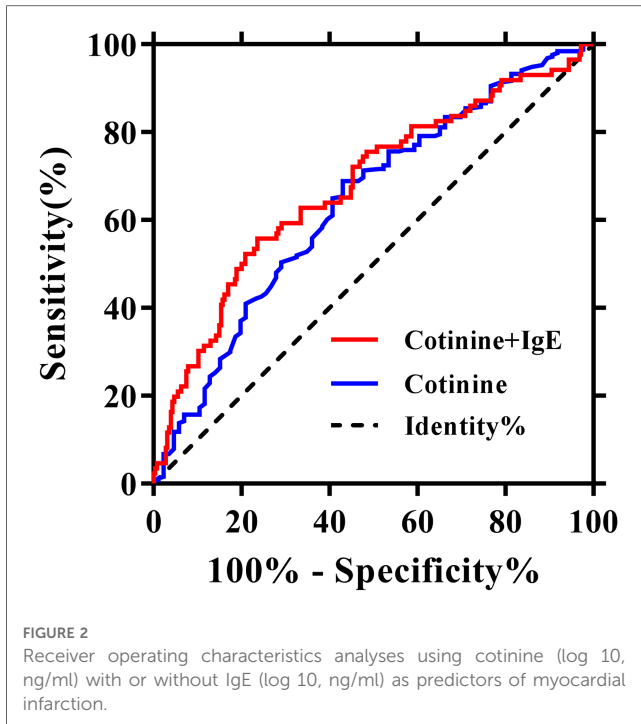 100
80
60
40
20
0
Sensitivity(%)
Cotinine+IgE
Cotinine
Identity%
0 20 40 60 80 100
100% - Specificity%
FIGURE 2
Receiver operating characteristics analyses using cotinine (log 10,
ng/ml) with or without IgE (log 10, ng/ml) as predictors of myocardial
infarction.